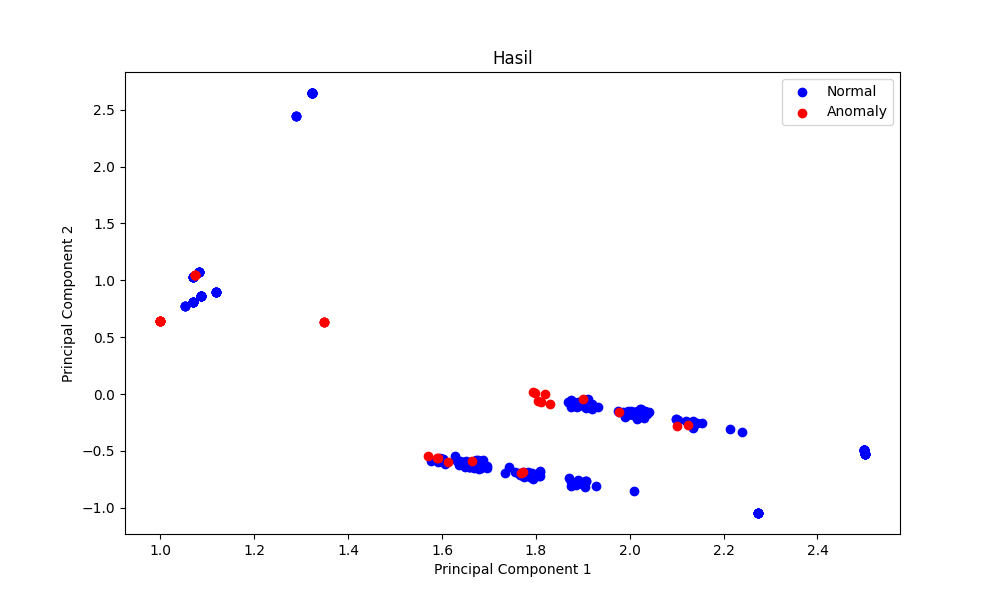 Hasil
Normal
Anomaly
2.5
2.0
1.5
1.0
0.5
0.0
−0.5
−1.0
Principal Component 2
1.0 1.2 1.4 1.6 1.8 2.0 2.2 2.4
Principal Component 1